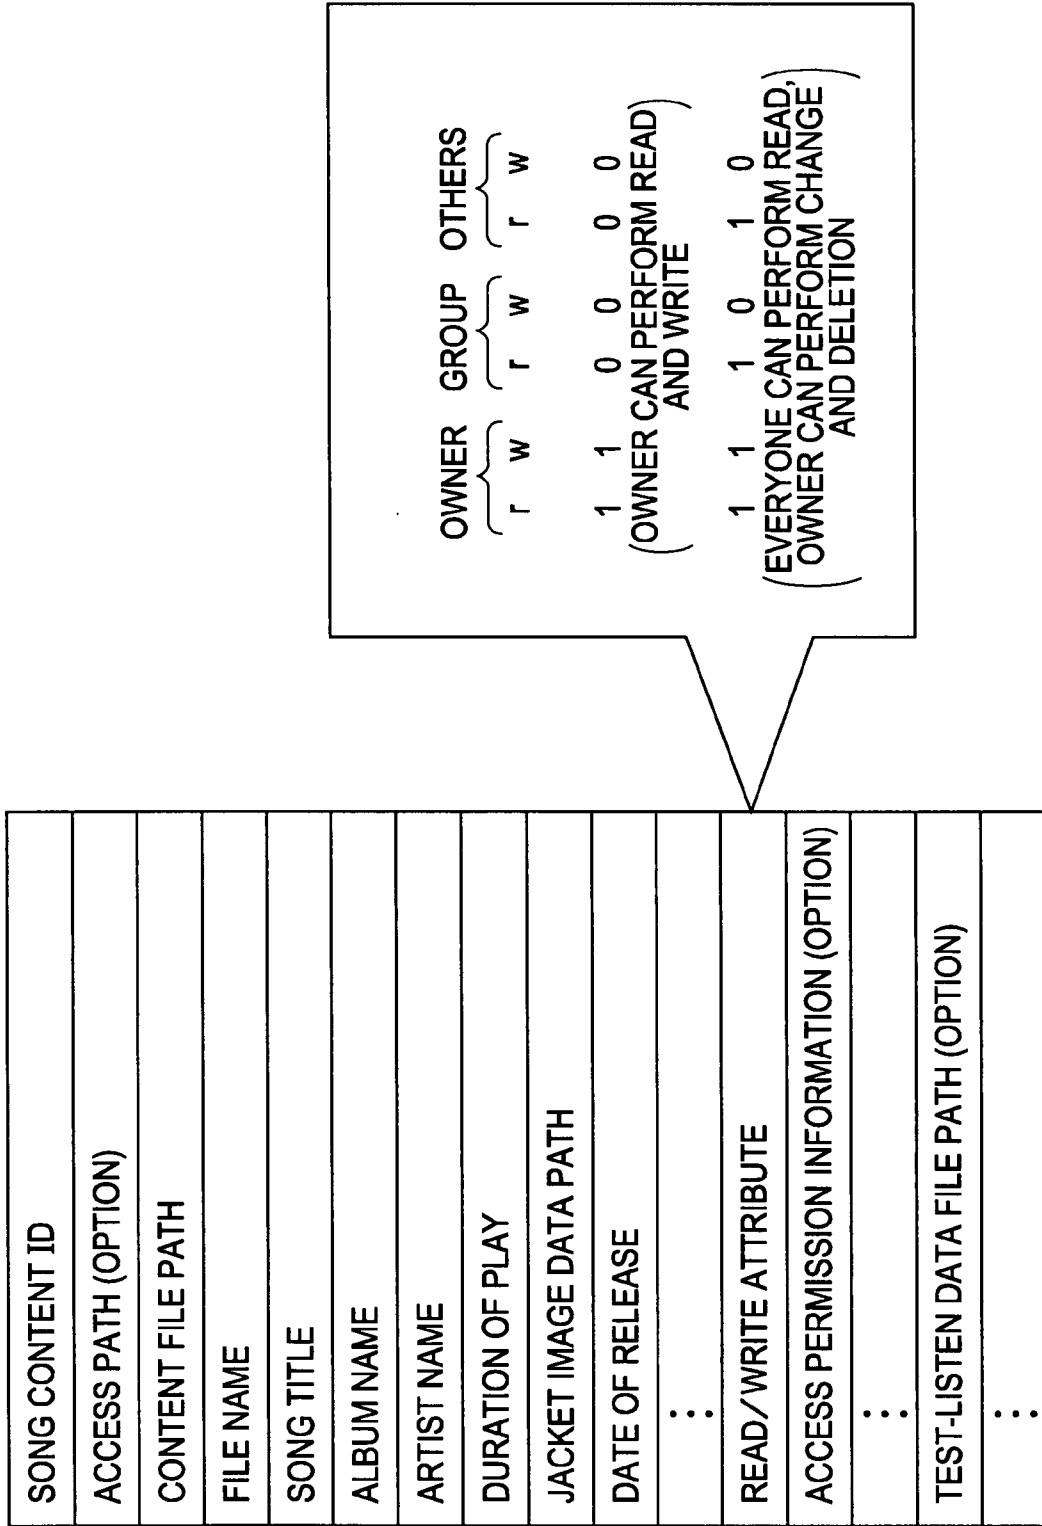 SONG CONTENT ID
ACCESS PATH (OPTION)
CONTENT FILE PATH
FILE NAME
SONG TITLE
ALBUM NAME
ARTIST NAME
DURATION OF PLAY
JACKET IMAGE DATA PATH
DATE OF RELEASE
⋮
READ/WRITE ATTRIBUTE
ACCESS PERMISSION INFORMATION (OPTION)
⋮
TEST-LISTEN DATA FILE PATH (OPTION)
⋮
OWNER GROUP OTHERS
r w r w r w
1 1 0 0 0 0
(OWNER CAN PERFORM READ
AND WRITE)
1 1 1 0 1 0
(EVERYONE CAN PERFORM READ,
OWNER CAN PERFORM CHANGE
AND DELETION)